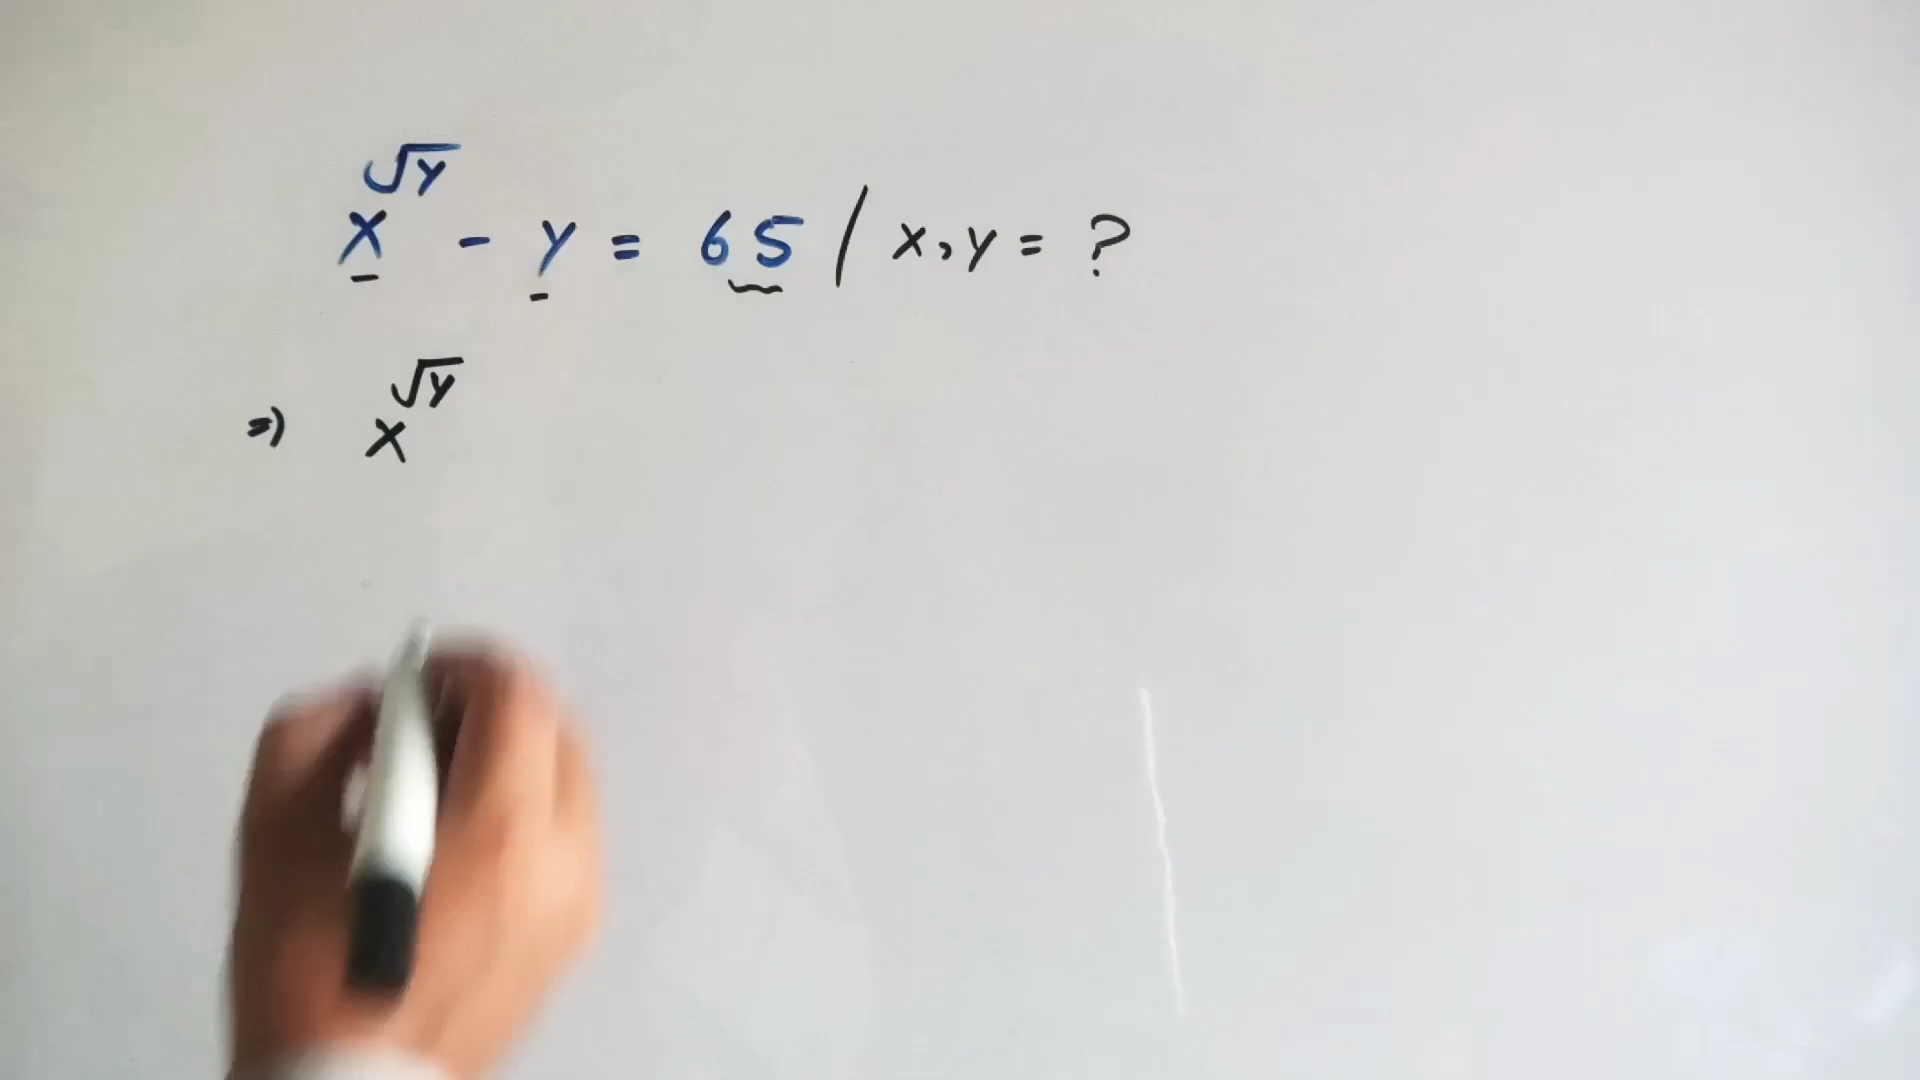 x^√y - y = 65 / x, y = ?
⇒ x^√y